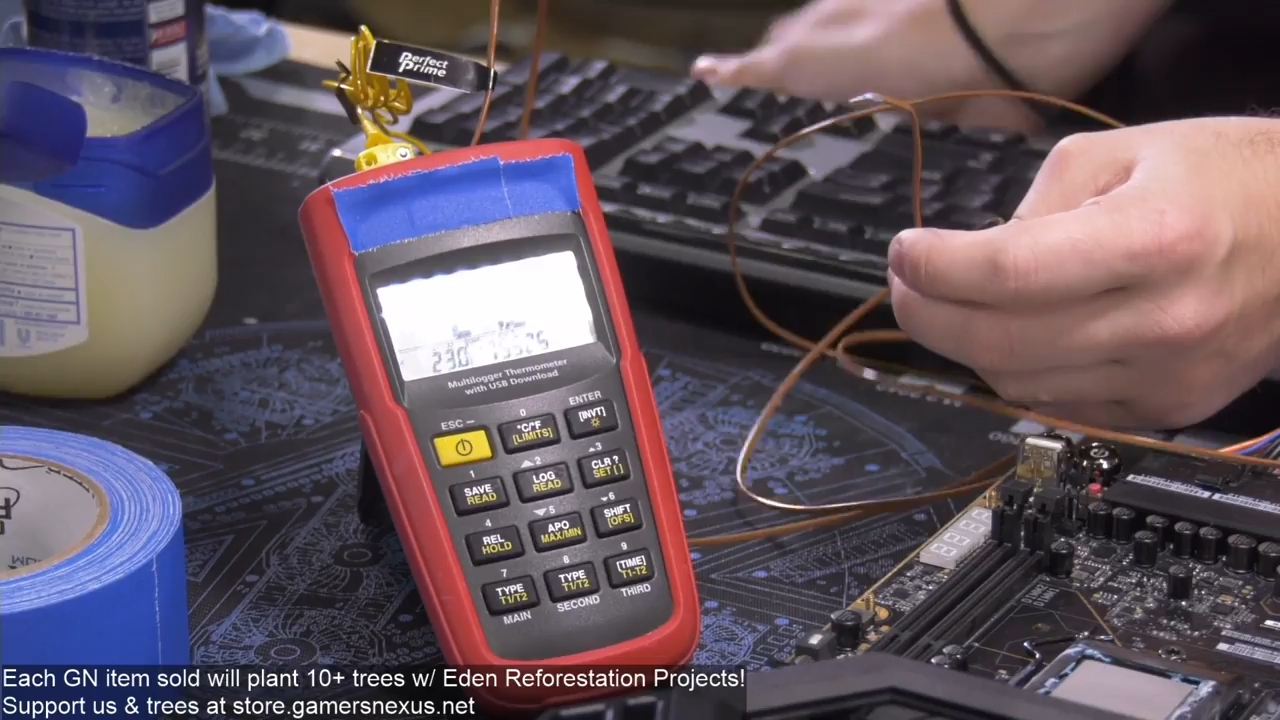 Perfect
Prime
230
Multilogger Thermometer
with USB Download
ESC
0
ENTER
°C/°F
[LIMITS]
[INVT]
1
2
3
SAVE
READ
LOG
READ
CLR ?
SET [ ]
4
5
6
REL
HOLD
APO
MAX/MIN
SHIFT
[OFS]
7
8
9
TYPE
T1/T2
TYPE
T1/T2
[TIME]
T1-T2
MAIN
SECOND
THIRD
Each GN item sold will plant 10+ trees w/ Eden Reforestation Projects!
Support us & trees at store.gamersnexus.net